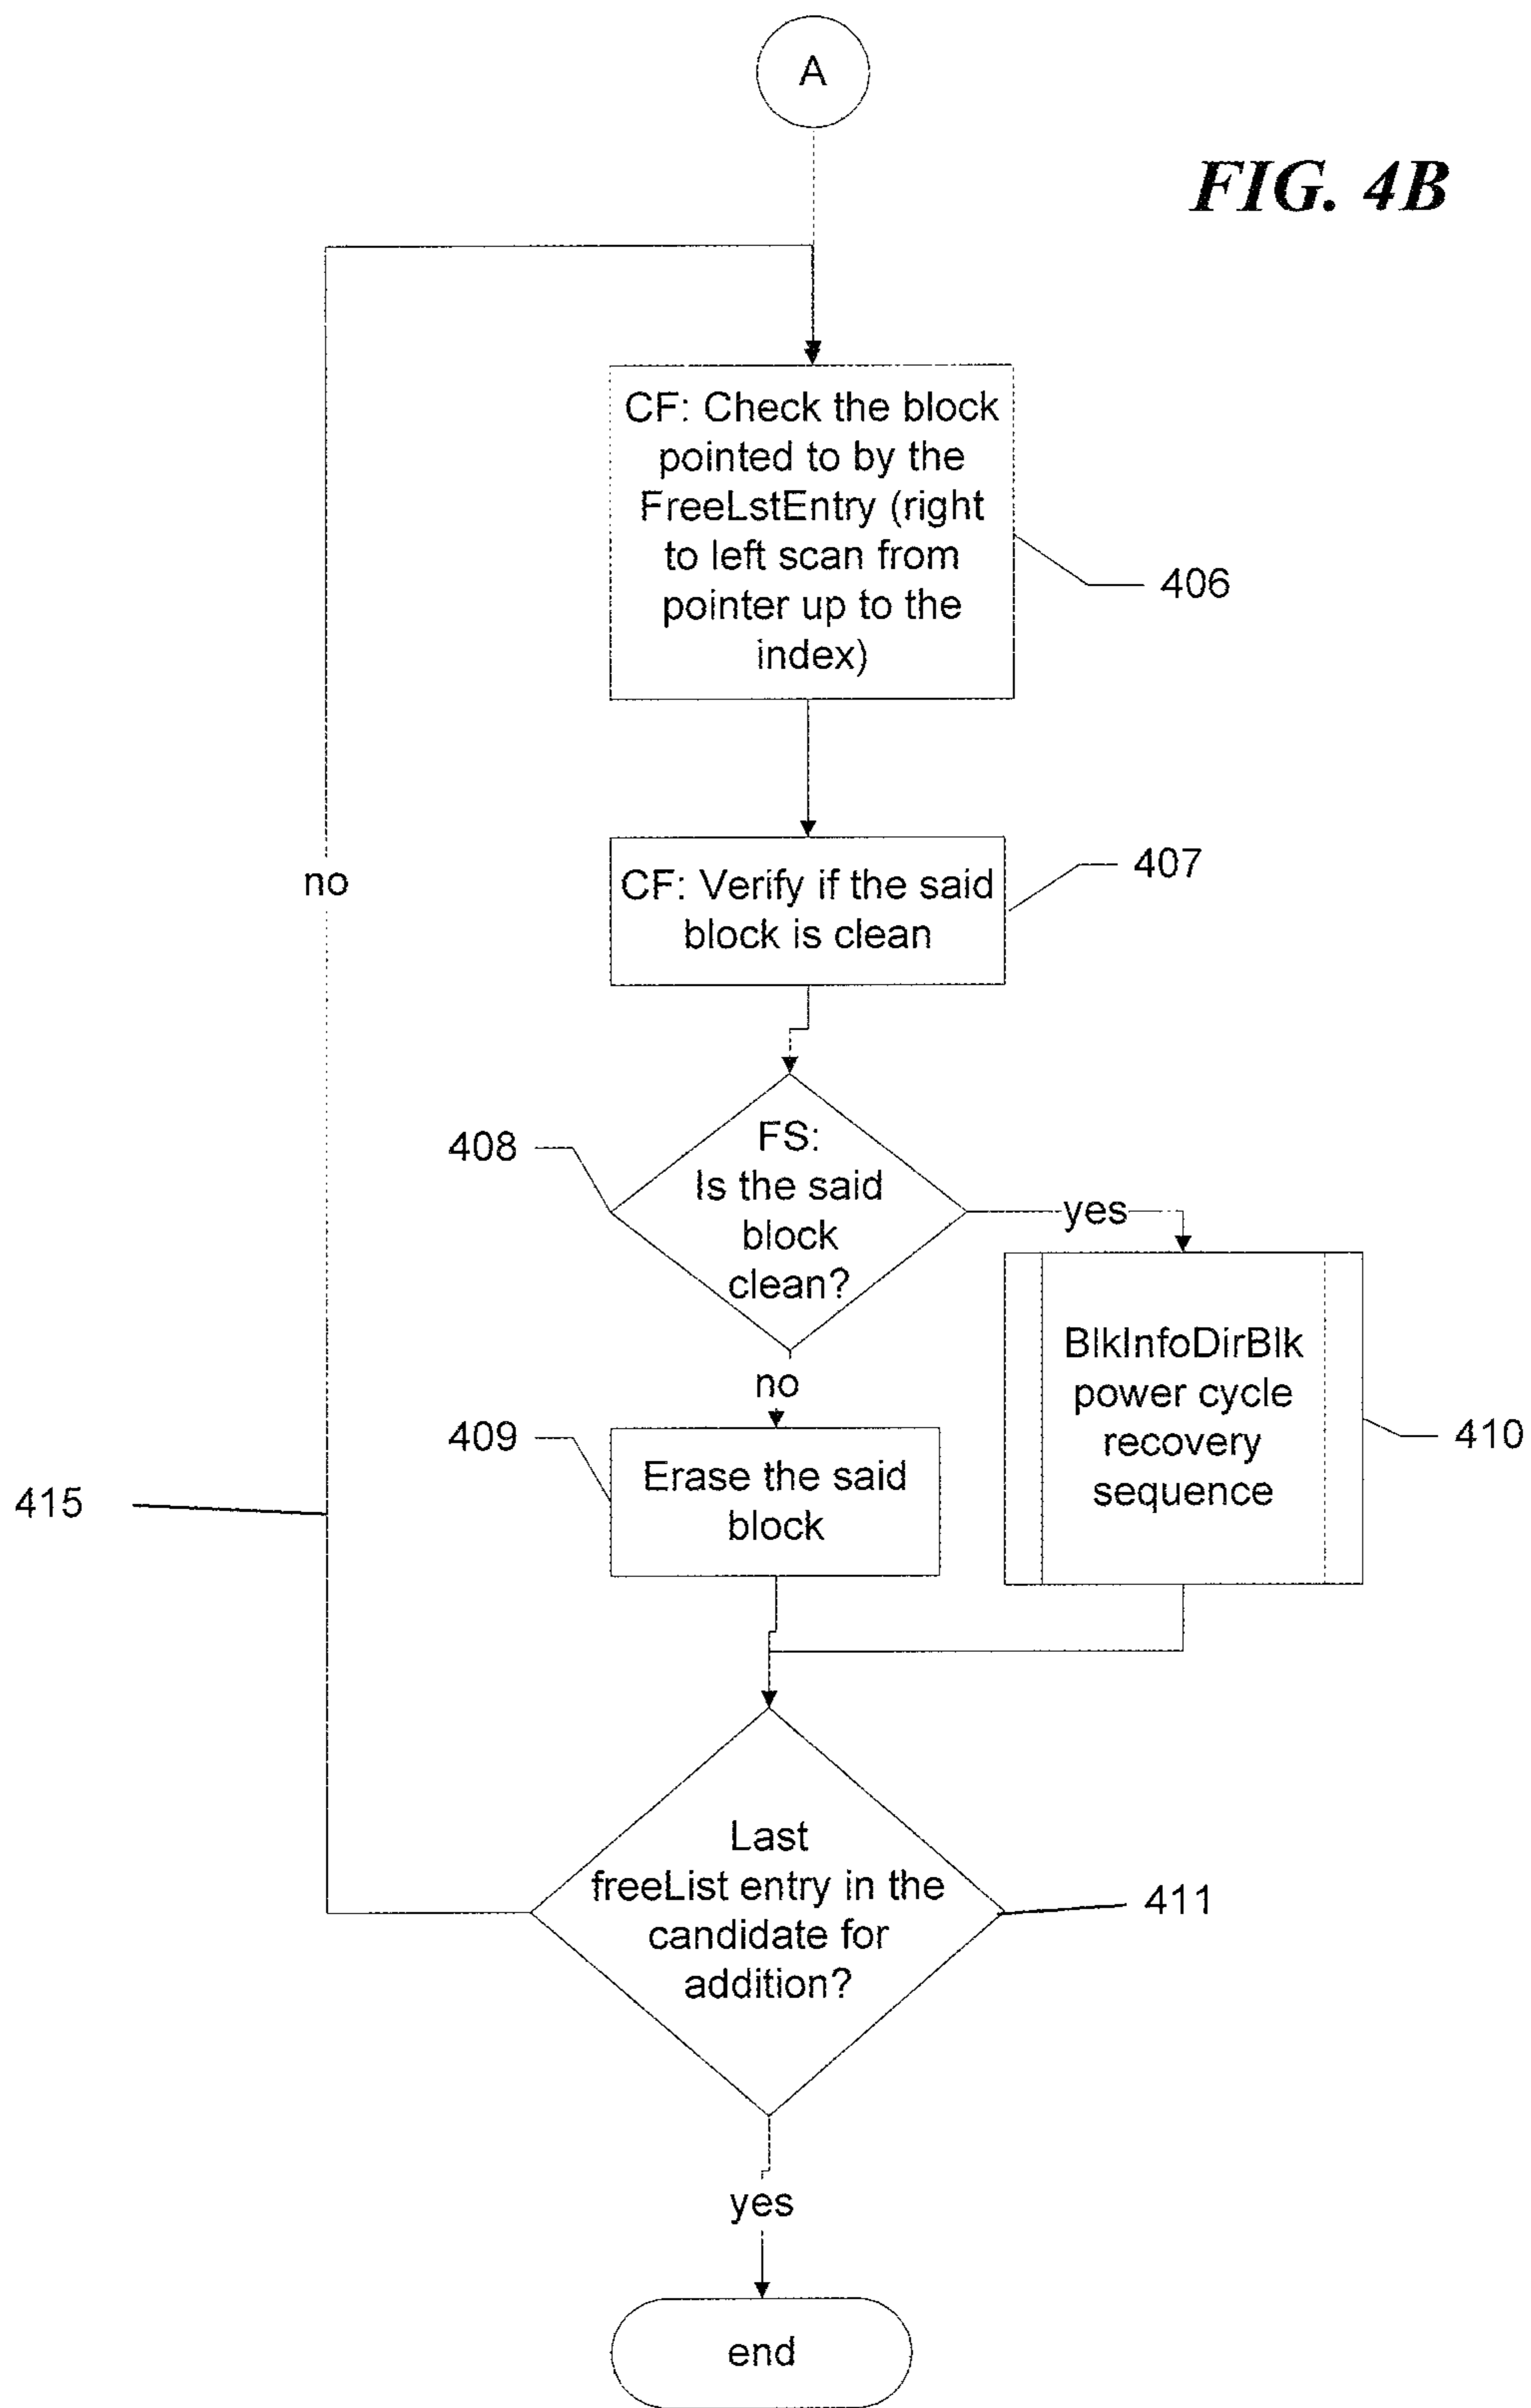 A
FIG. 4B
CF: Check the block
pointed to by the
FreeLstEntry (right
to left scan from
pointer up to the
index)
406
CF: Verify if the said
block is clean
407
no
408
FS:
Is the said
block
clean?
yes
no
409
Erase the said
block
BlkInfoDirBlk
power cycle
recovery
sequence
410
415
Last
freeList entry in the
candidate for
addition?
411
yes
end